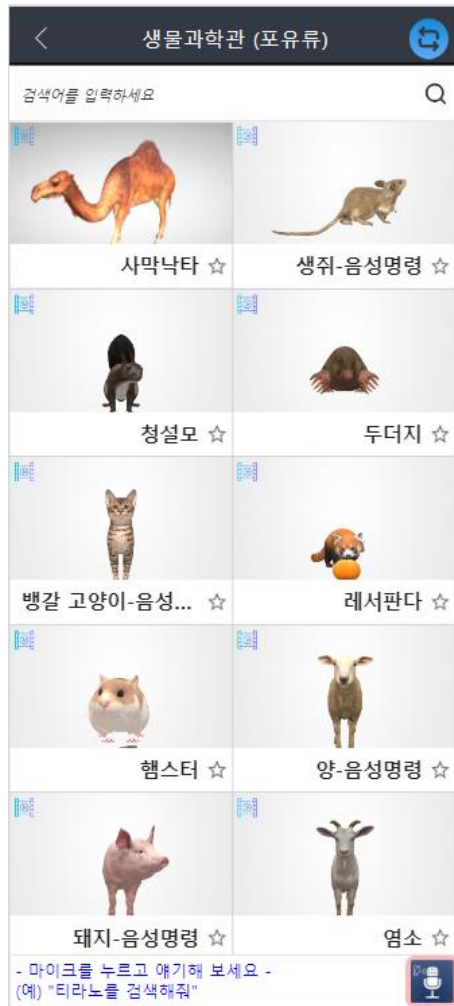 생물과학관 (포유류)
검색어를 입력하세요
사막낙타
생쥐-음성명령
청설모
두더지
뱅갈 고양이-음성...
레서판다
햄스터
양-음성명령
돼지-음성명령
염소
- 마이크를 누르고 얘기해 보세요 -
(예) "티라노를 검색해줘"